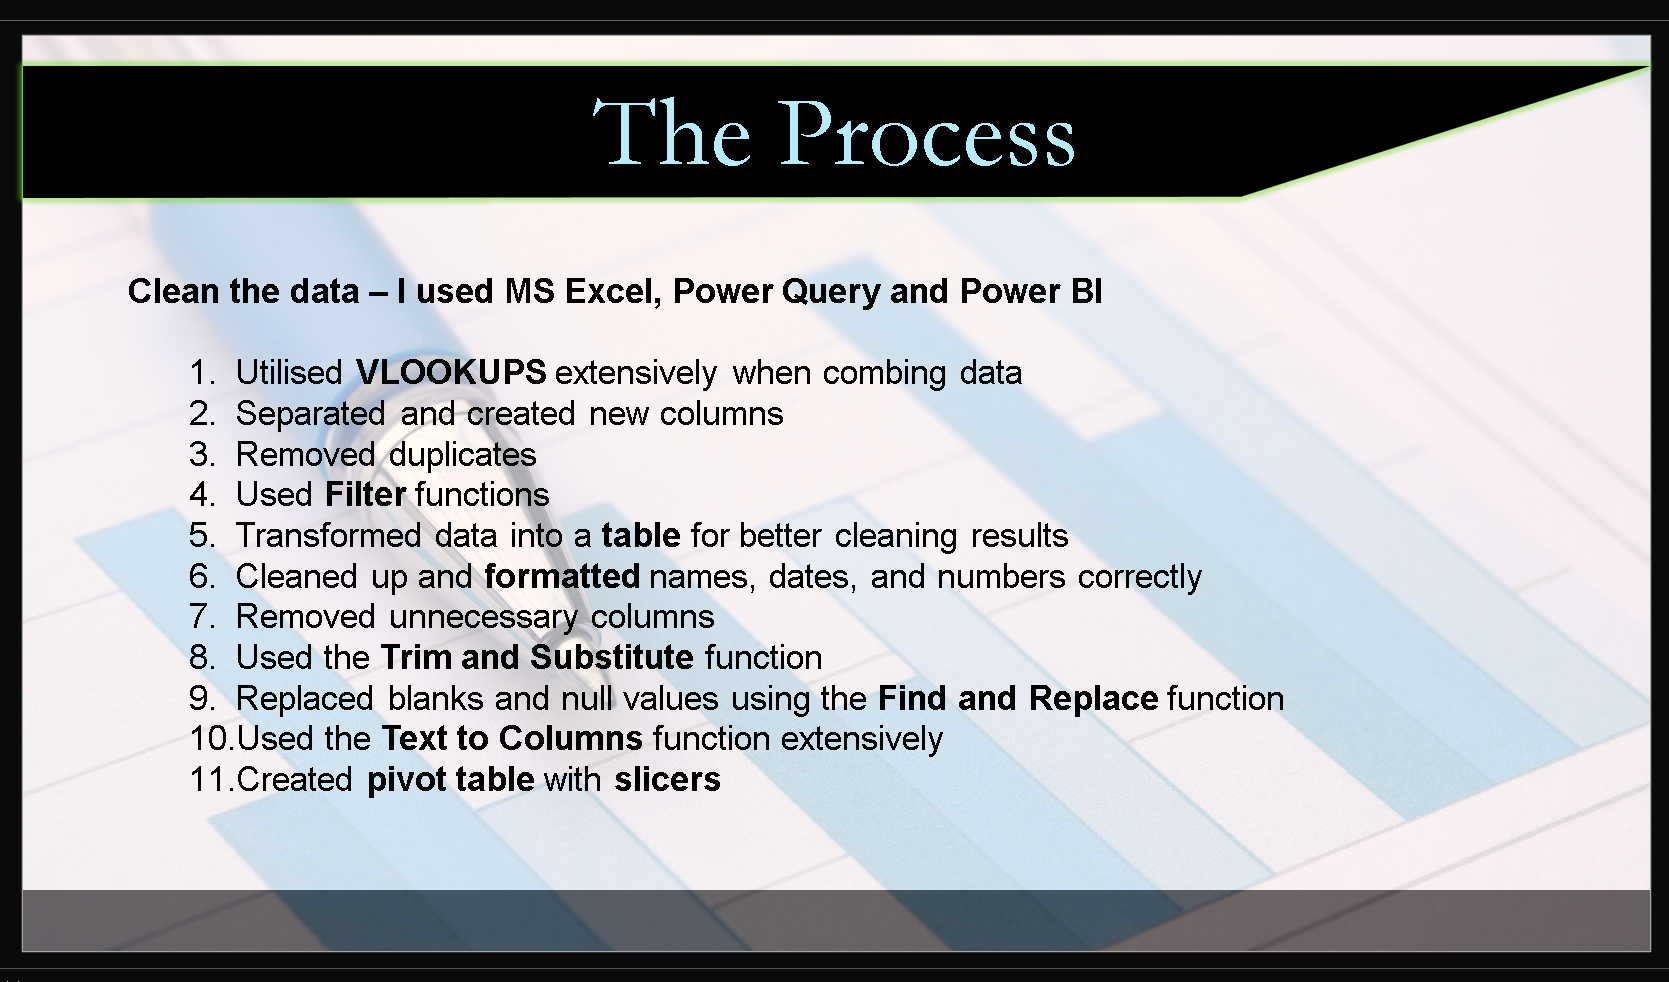 The Process
Clean the data – I used MS Excel, Power Query and Power BI
1. Utilised VLOOKUPS extensively when combing data
2. Separated and created new columns
3. Removed duplicates
4. Used Filter functions
5. Transformed data into a table for better cleaning results
6. Cleaned up and formatted names, dates, and numbers correctly
7. Removed unnecessary columns
8. Used the Trim and Substitute function
9. Replaced blanks and null values using the Find and Replace function
10.Used the Text to Columns function extensively
11.Created pivot table with slicers